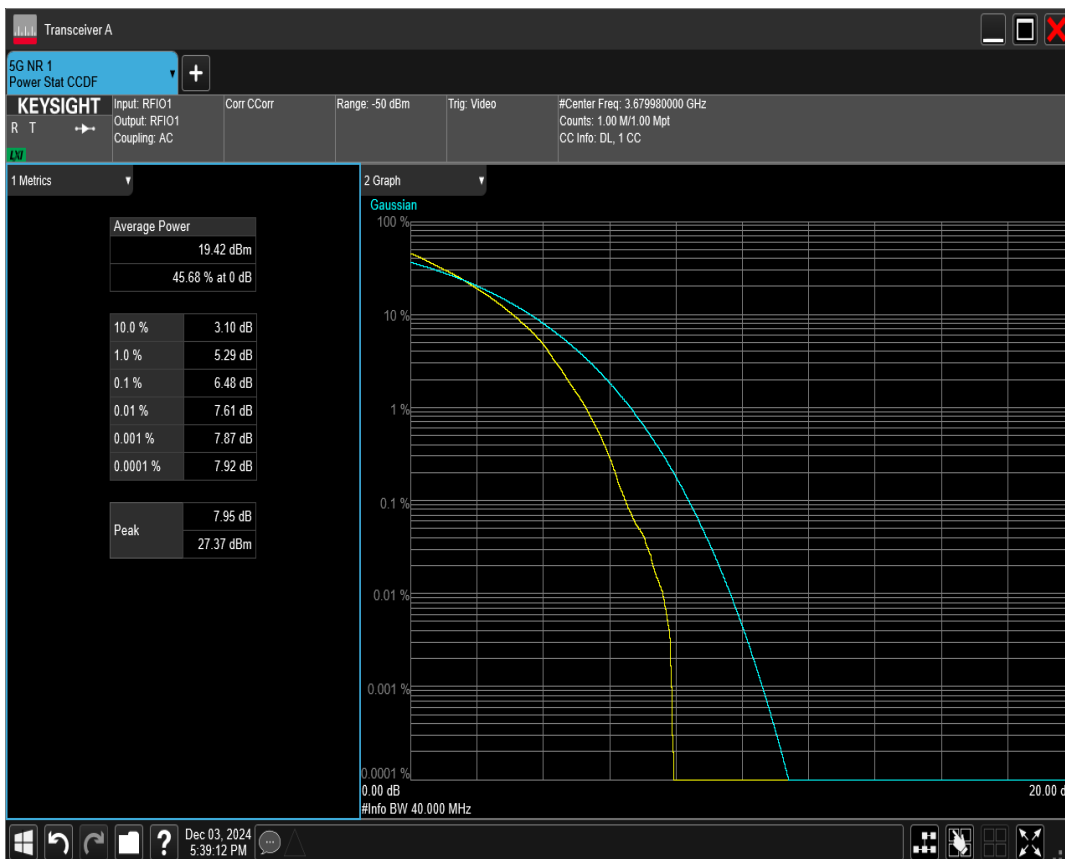 Transceiver A
5G NR 1
Power Stat CCDF
KEYSIGHT
R T
LXI
Input: RFIO1
Output: RFIO1
Coupling: AC
Corr CCorr
Range: -50 dBm
Trig: Video
#Center Freq: 3.679980000 GHz
Counts: 1.00 M/1.00 Mpt
CC Info: DL, 1 CC
1 Metrics
Average Power
19.42 dBm
45.68 % at 0 dB
10.0 % 3.10 dB
1.0 % 5.29 dB
0.1 % 6.48 dB
0.01 % 7.61 dB
0.001 % 7.87 dB
0.0001 % 7.92 dB
Peak
7.95 dB
27.37 dBm
2 Graph
Gaussian
100 %
10 %
1 %
0.1 %
0.01 %
0.001 %
0.0001 %
0.00 dB
20.00 d
#Info BW 40.000 MHz
?
Dec 03, 2024
5:39:12 PM